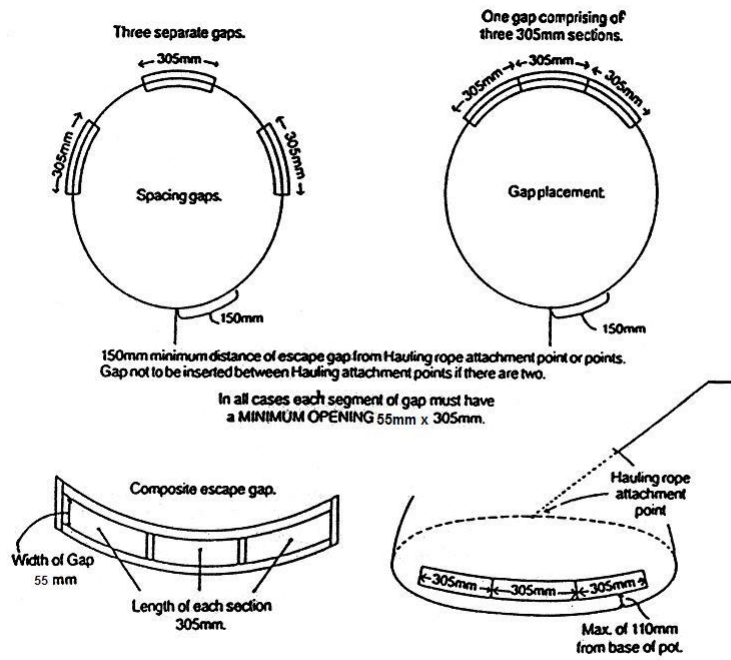 Three separate gaps.
305mm
305mm
305mm
Spacing gaps.
150mm
One gap comprising of
three 305mm sections.
305mm
305mm
305mm
Gap placement.
150mm
150mm minimum distance of escape gap from Hauling rope attachment point or points.
Gap not to be inserted between Hauling attachment points if there are two.
In all cases each segment of gap must have
a MINIMUM OPENING 55mm x 305mm.
Composite escape gap.
Width of Gap
55 mm
Length of each section
305mm.
Hauling rope
attachment
point
305mm
305mm
305mm
Max. of 110mm
from base of pot.